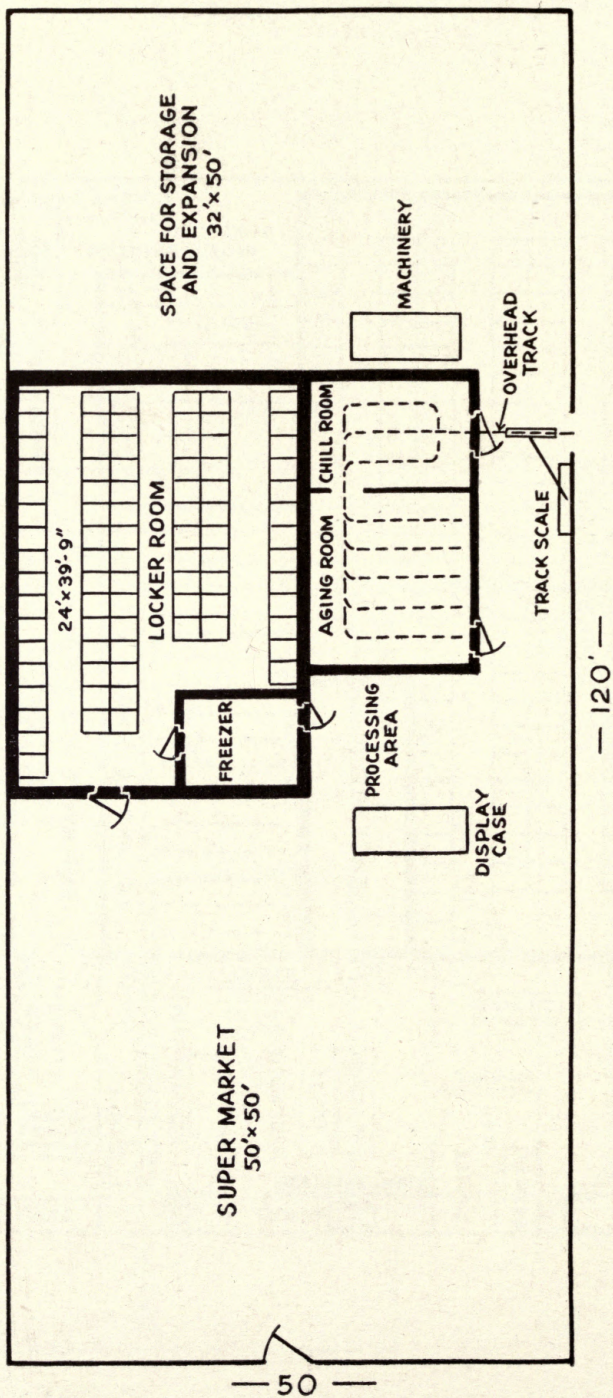 SPACE FOR STORAGE
AND EXPANSION
32'x 50'
MACHINERY
OVERHEAD
TRACK
CHILL ROOM
24'x 39'-9"
LOCKER ROOM
AGING ROOM
TRACK SCALE
FREEZER
PROCESSING
AREA
DISPLAY
CASE
— 120' —
SUPER MARKET
50'x 50'
— 50 —